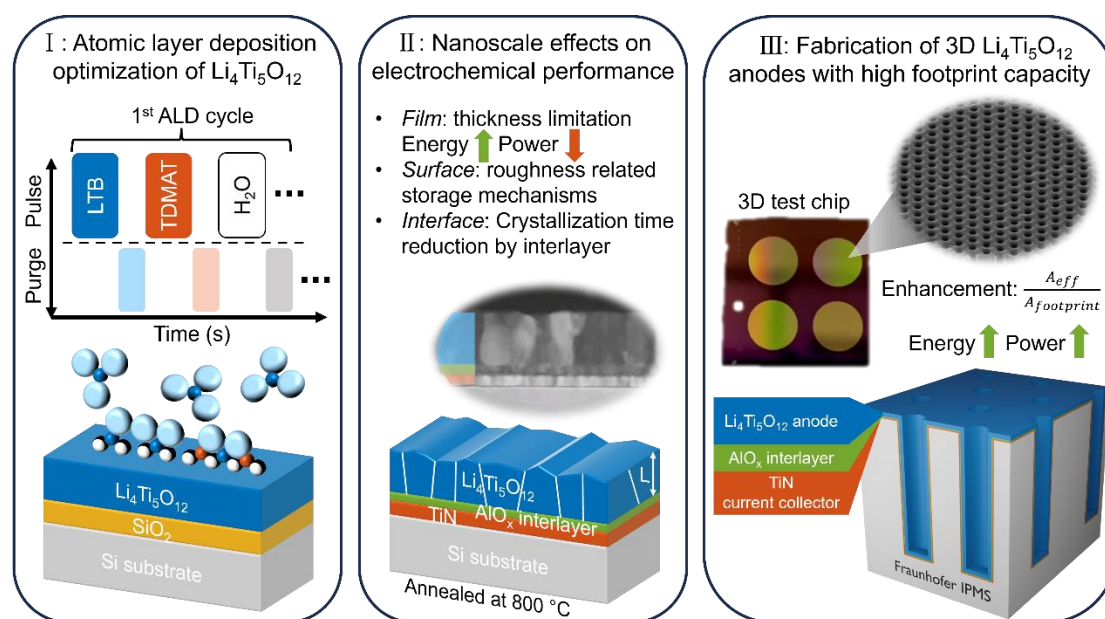 Ⅰ: Atomic layer deposition
optimization of Li₄Ti₅O₁₂
1ˢᵗ ALD cycle
Pulse
Purge
LTB
TDMAT
H₂O
...
...
Time (s)
Li₄Ti₅O₁₂
SiO₂
Si substrate
Ⅱ: Nanoscale effects on
electrochemical performance
• Film: thickness limitation
Energy Power
• Surface: roughness related
storage mechanisms
• Interface: Crystallization time
reduction by interlayer
L
Li₄Ti₅O₁₂
TiN AlOₓ interlayer
Si substrate
Annealed at 800 °C
Ⅲ: Fabrication of 3D Li₄Ti₅O₁₂
anodes with high footprint capacity
3D test chip
Enhancement: A_eff / A_footprint
Energy Power
Li₄Ti₅O₁₂ anode
AlOₓ interlayer
TiN
current collector
Fraunhofer IPMS